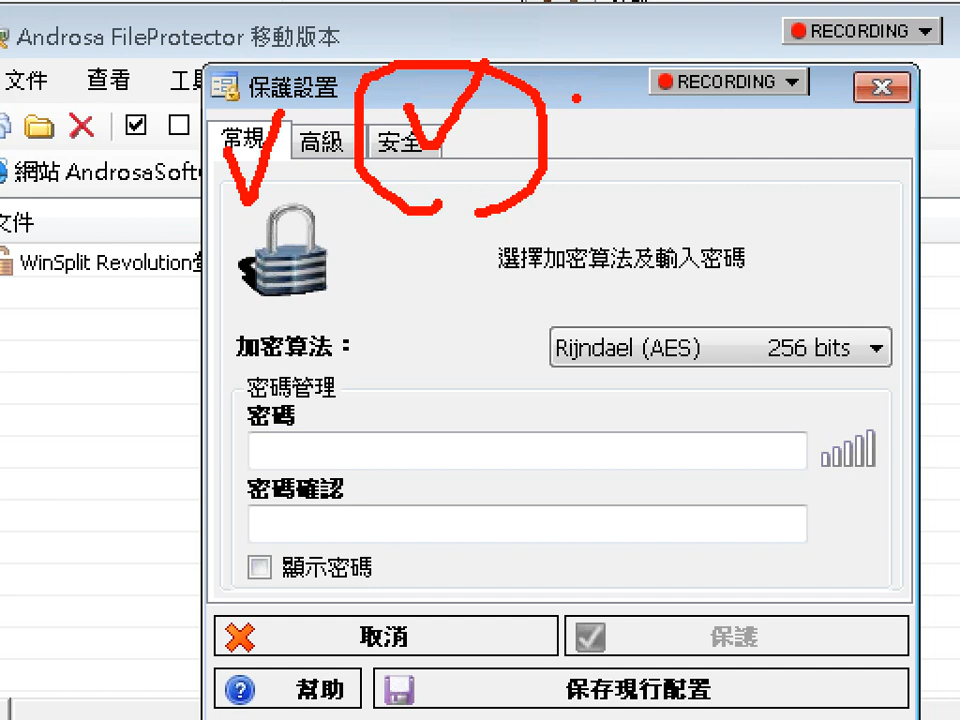 Androsa FileProtector 移動版本
RECORDING
文件 查看
保護設置
RECORDING
常規 高級 安全
網站 AndrosaSoft
文件
WinSplit Revolution
選擇加密算法及輸入密碼
加密算法：
Rijndael (AES) 256 bits
密碼管理
密碼
密碼確認
顯示密碼
取消
保護
幫助
保存現行配置